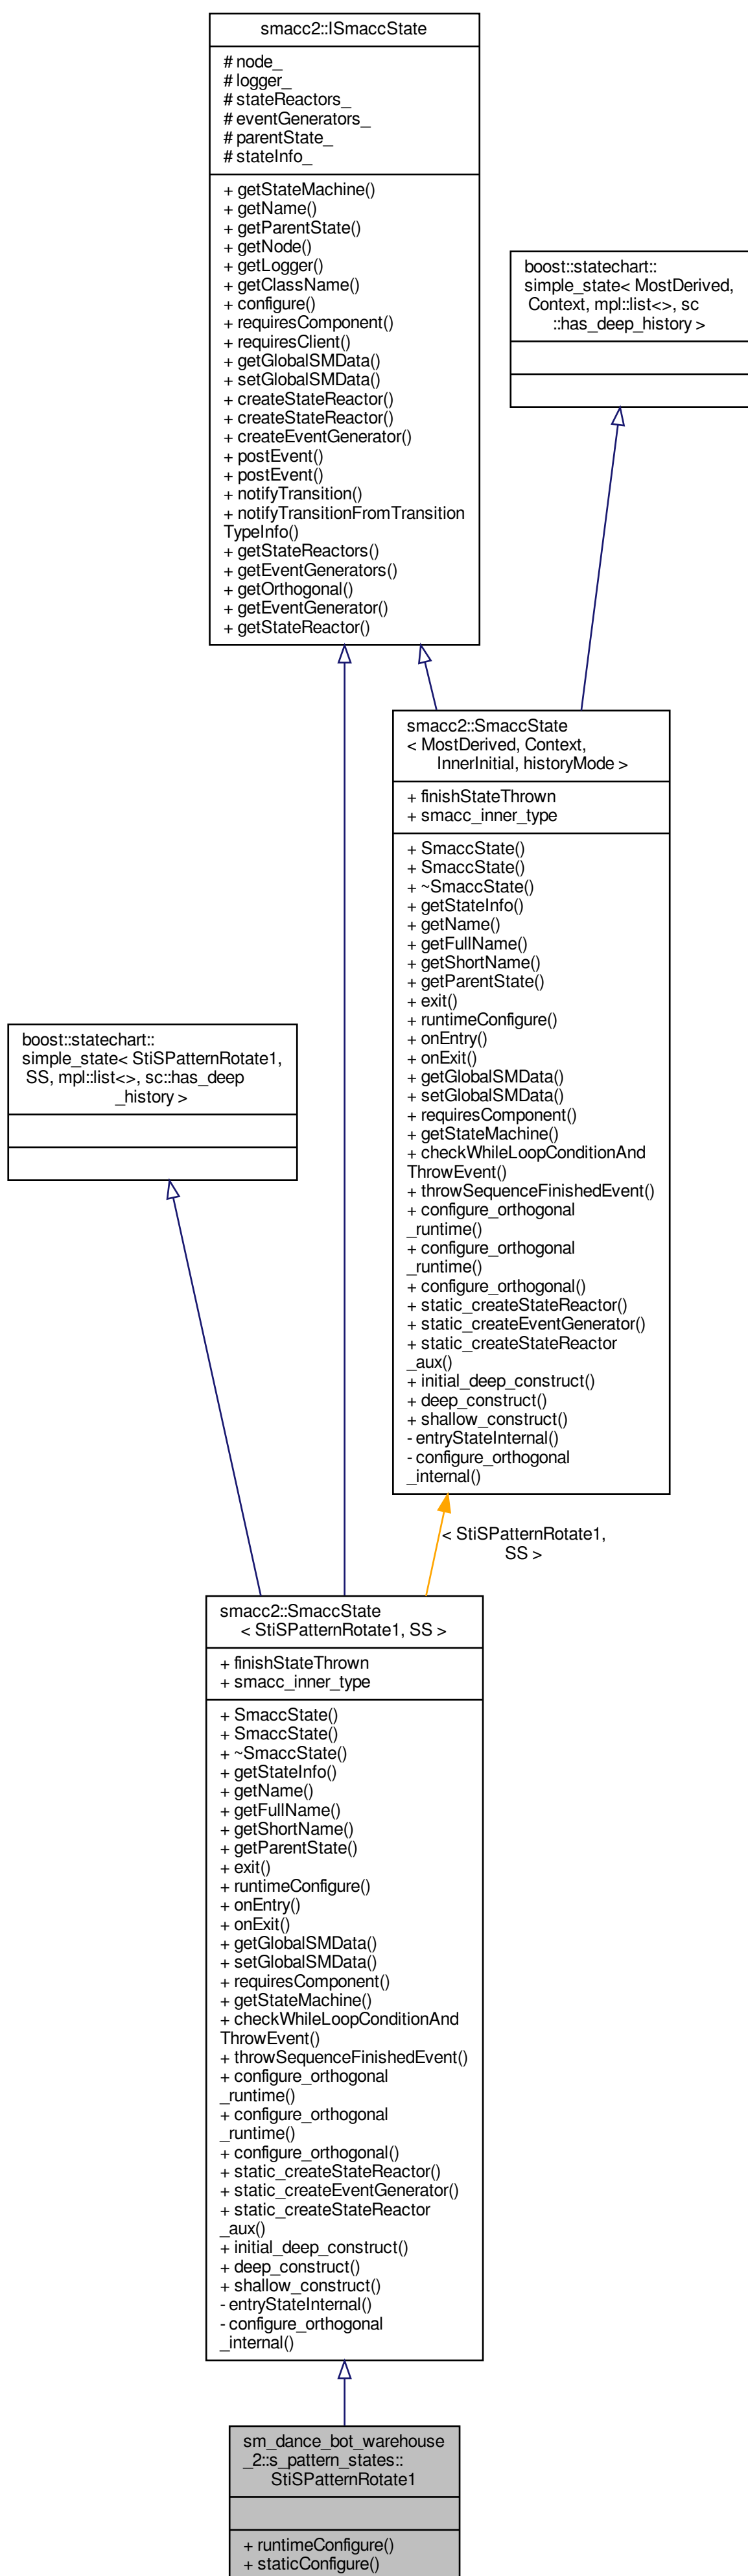 smacc2::ISmaccState
# node_
# logger_
# stateReactors_
# eventGenerators_
# parentState_
# stateInfo_
+ getStateMachine()
+ getName()
+ getParentState()
+ getNode()
+ getLogger()
+ getClassName()
+ configure()
+ requiresComponent()
+ requiresClient()
+ getGlobalSMData()
+ setGlobalSMData()
+ createStateReactor()
+ createStateReactor()
+ createEventGenerator()
+ postEvent()
+ postEvent()
+ notifyTransition()
+ notifyTransitionFromTransition
TypeInfo()
+ getStateReactors()
+ getEventGenerators()
+ getOrthogonal()
+ getEventGenerator()
+ getStateReactor()
boost::statechart::
simple_state< MostDerived,
Context, mpl::list<>, sc
::has_deep_history >
smacc2::SmaccState
< MostDerived, Context,
InnerInitial, historyMode >
+ finishStateThrown
+ smacc_inner_type
+ SmaccState()
+ SmaccState()
+ ~SmaccState()
+ getStateInfo()
+ getName()
+ getFullName()
+ getShortName()
+ getParentState()
+ exit()
+ runtimeConfigure()
+ onEntry()
+ onExit()
+ getGlobalSMData()
+ setGlobalSMData()
+ requiresComponent()
+ getStateMachine()
+ checkWhileLoopConditionAnd
ThrowEvent()
+ throwSequenceFinishedEvent()
+ configure_orthogonal
_runtime()
+ configure_orthogonal
_runtime()
+ configure_orthogonal()
+ static_createStateReactor()
+ static_createEventGenerator()
+ static_createStateReactor
_aux()
+ initial_deep_construct()
+ deep_construct()
+ shallow_construct()
- entryStateInternal()
- configure_orthogonal
_internal()
boost::statechart::
simple_state< StiSPatternRotate1,
SS, mpl::list<>, sc::has_deep
_history >
< StiSPatternRotate1,
SS >
smacc2::SmaccState
< StiSPatternRotate1, SS >
+ finishStateThrown
+ smacc_inner_type
+ SmaccState()
+ SmaccState()
+ ~SmaccState()
+ getStateInfo()
+ getName()
+ getFullName()
+ getShortName()
+ getParentState()
+ exit()
+ runtimeConfigure()
+ onEntry()
+ onExit()
+ getGlobalSMData()
+ setGlobalSMData()
+ requiresComponent()
+ getStateMachine()
+ checkWhileLoopConditionAnd
ThrowEvent()
+ throwSequenceFinishedEvent()
+ configure_orthogonal
_runtime()
+ configure_orthogonal
_runtime()
+ configure_orthogonal()
+ static_createStateReactor()
+ static_createEventGenerator()
+ static_createStateReactor
_aux()
+ initial_deep_construct()
+ deep_construct()
+ shallow_construct()
- entryStateInternal()
- configure_orthogonal
_internal()
sm_dance_bot_warehouse
_2::s_pattern_states::
StiSPatternRotate1
+ runtimeConfigure()
+ staticConfigure()